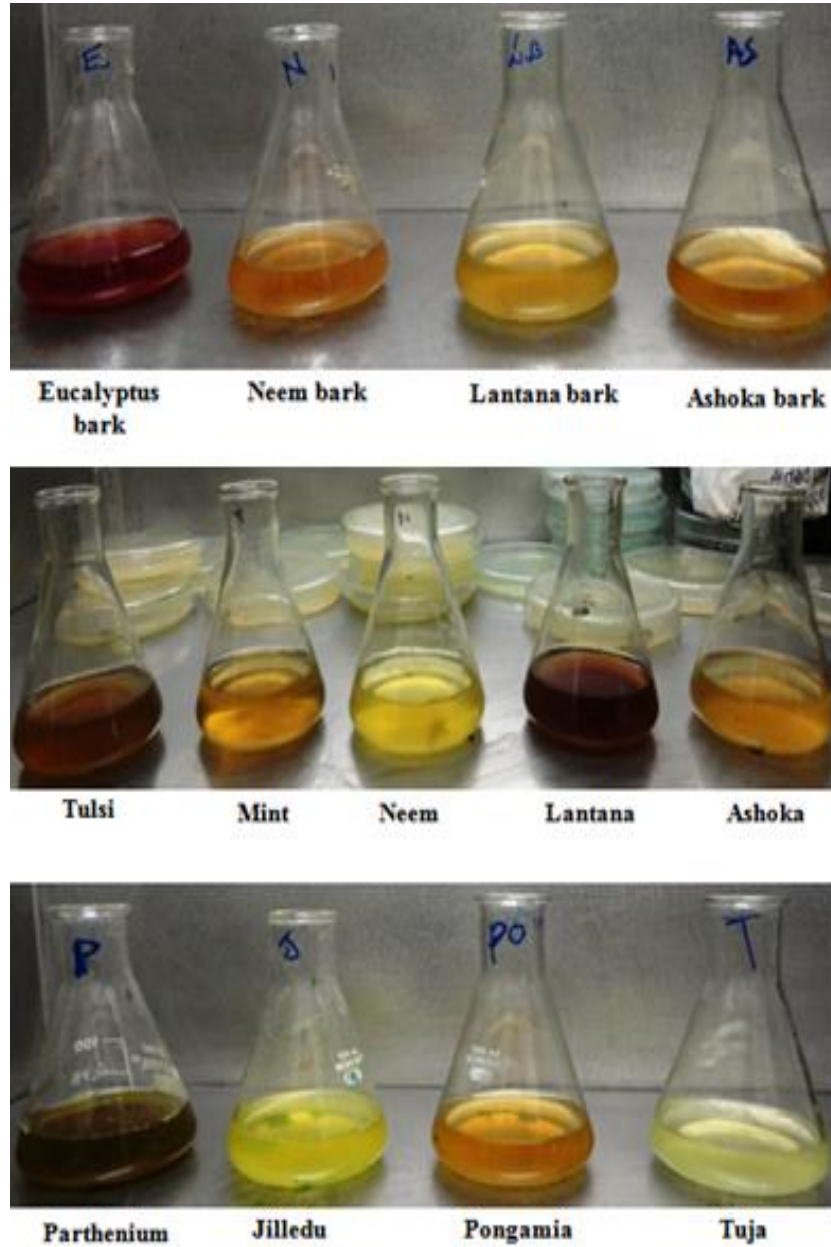 E N LB AS
Eucalyptus bark Neem bark Lantana bark Ashoka bark
Tulsi Mint Neem Lantana Ashoka
P J PO T
100
Parthenium Jilledu Pongamia Tuja